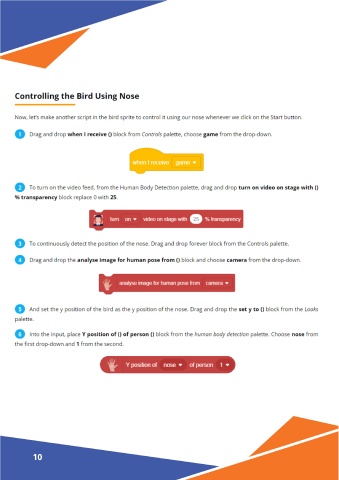 Controlling the Bird Using Nose
Now, let's make another script in the bird sprite to control it using our nose whenever we click on the Start button.
1 Drag and drop when I receive () block from Controls palette, choose game from the drop-down.
when I receive game
2 To turn on the video feed, from the Human Body Detection palette, drag and drop turn on video on stage with ()
% transparency block replace 0 with 25.
turn on video on stage with 25 % transparency
3 To continuously detect the position of the nose. Drag and drop forever block from the Controls palette.
4 Drag and drop the analyse image for human pose from () block and choose camera from the drop-down.
analyse image for human pose from camera
5 And set the y position of the bird as the y position of the nose. Drag and drop the set y to () block from the Looks
palette.
6 Into the input, place Y position of () of person () block from the human body detection palette. Choose nose from
the first drop-down and 1 from the second.
Y position of nose of person 1
10